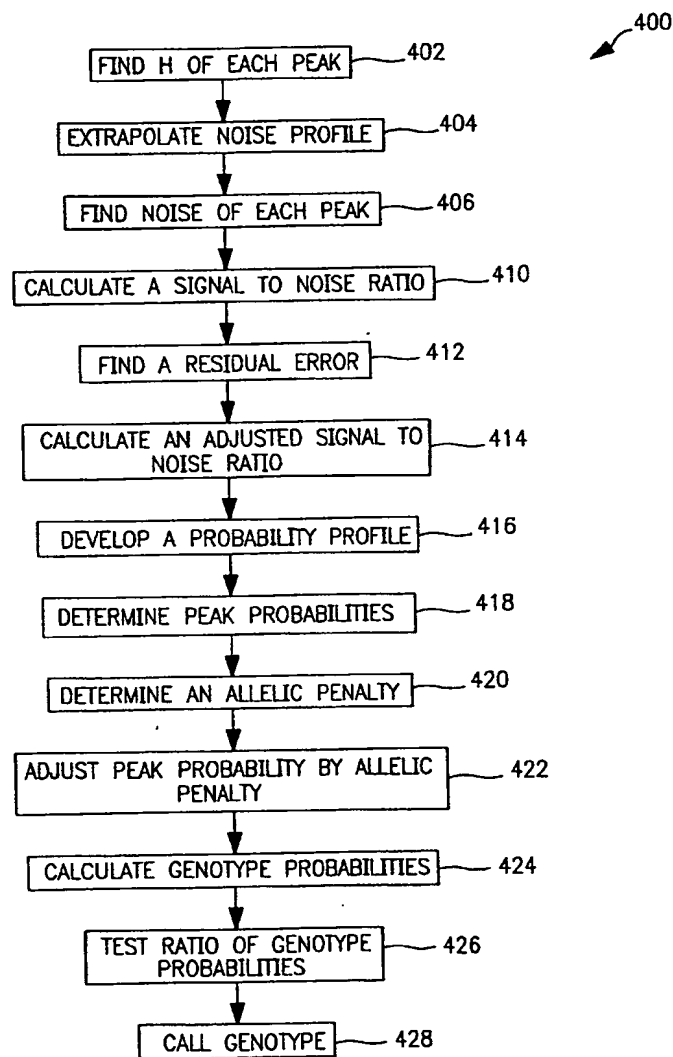 400
FIND H OF EACH PEAK 402
EXTRAPOLATE NOISE PROFILE 404
FIND NOISE OF EACH PEAK 406
CALCULATE A SIGNAL TO NOISE RATIO 410
FIND A RESIDUAL ERROR 412
CALCULATE AN ADJUSTED SIGNAL TO
NOISE RATIO
414
DEVELOP A PROBABILITY PROFILE 416
DETERMINE PEAK PROBABILITIES 418
DETERMINE AN ALLELIC PENALTY 420
ADJUST PEAK PROBABILITY BY ALLELIC
PENALTY
422
CALCULATE GENOTYPE PROBABILITIES 424
TEST RATIO OF GENOTYPE
PROBABILITIES
426
CALL GENOTYPE 428